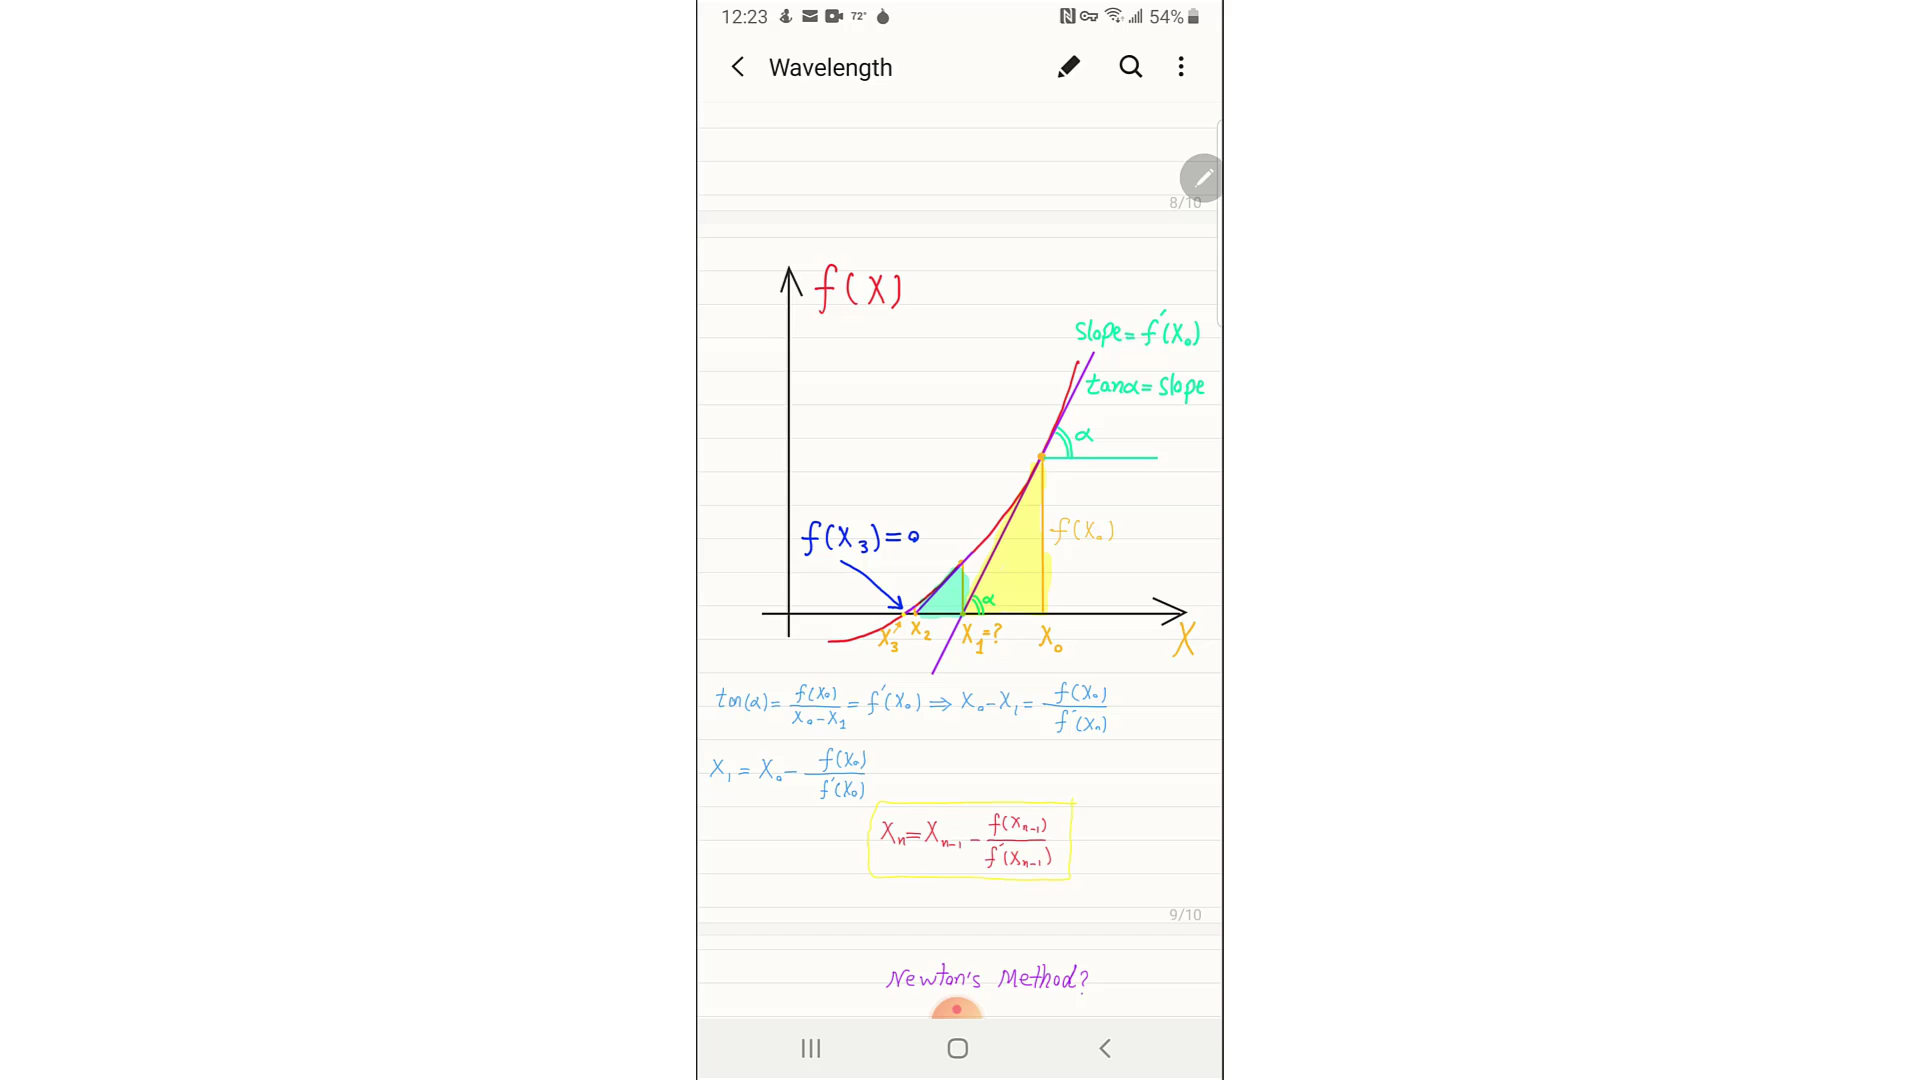 12:23 72° 54%
Wavelength
8/10
f(X)
slope = f´(X₀)
tanα = slope
α
f(X₀)
f(X₃) = 0
α
X₃ X₂ X₁=? X₀ X
tan(α) = f(X₀)/(X₀-X₁) = f´(X₀) ⇒ X₀-X₁ = f(X₀)/f´(Xₙ)
X₁ = X₀ - f(X₀)/f´(X₀)
Xₙ = Xₙ₋₁ - f(Xₙ₋₁)/f´(Xₙ₋₁)
9/10
Newton's Method?